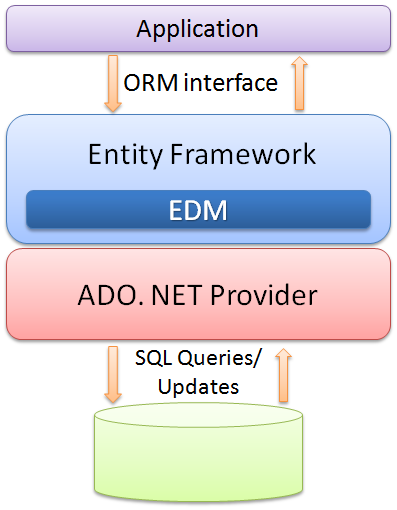 Application
ORM interface
Entity Framework
EDM
ADO. NET Provider
SQL Queries/
Updates